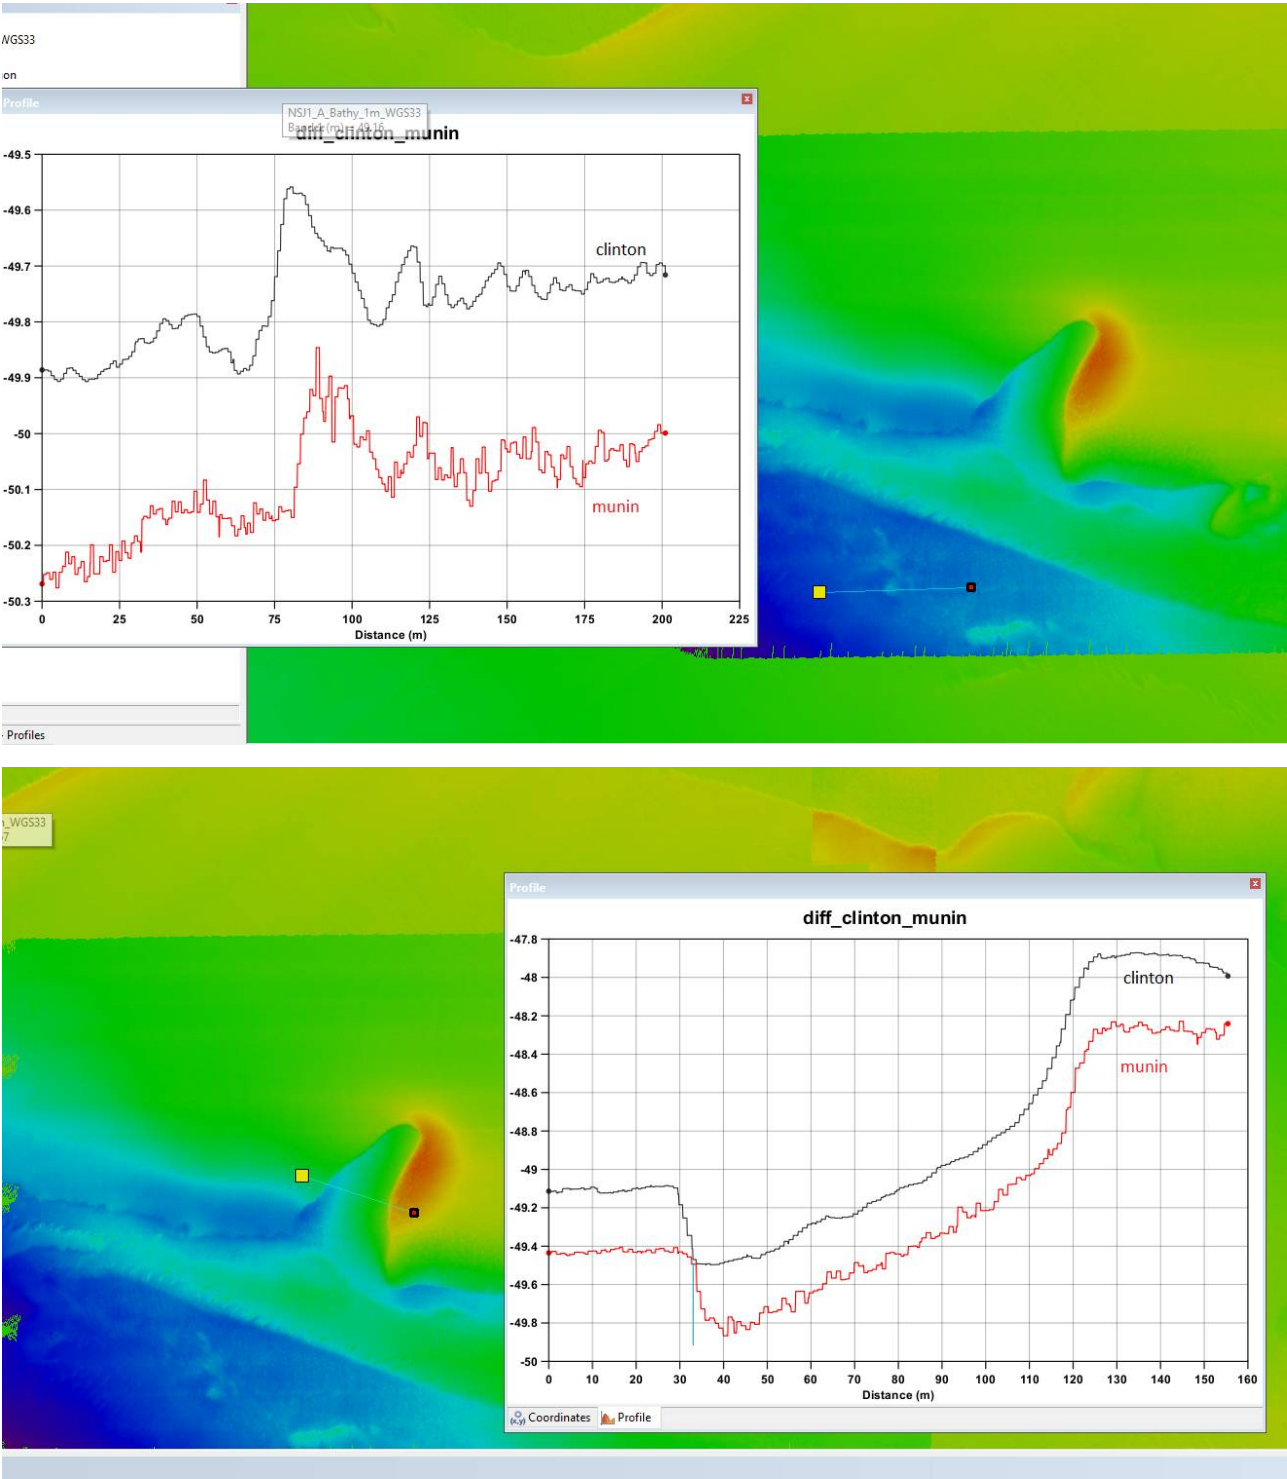 WGS33
on
Profile
NSJ1_A_Bathy_1m_WGS33
Band1 (m) = -49.16
diff_clinton_munin
-49.5
-49.6
-49.7
-49.8
-49.9
-50
-50.1
-50.2
-50.3
clinton
munin
0 25 50 75 100 125 150 175 200 225
Distance (m)
Profiles
_WGS33
Profile
diff_clinton_munin
-47.8
-48
-48.2
-48.4
-48.6
-48.8
-49
-49.2
-49.4
-49.6
-49.8
-50
clinton
munin
0 10 20 30 40 50 60 70 80 90 100 110 120 130 140 150 160
Distance (m)
(x,y) Coordinates Profile